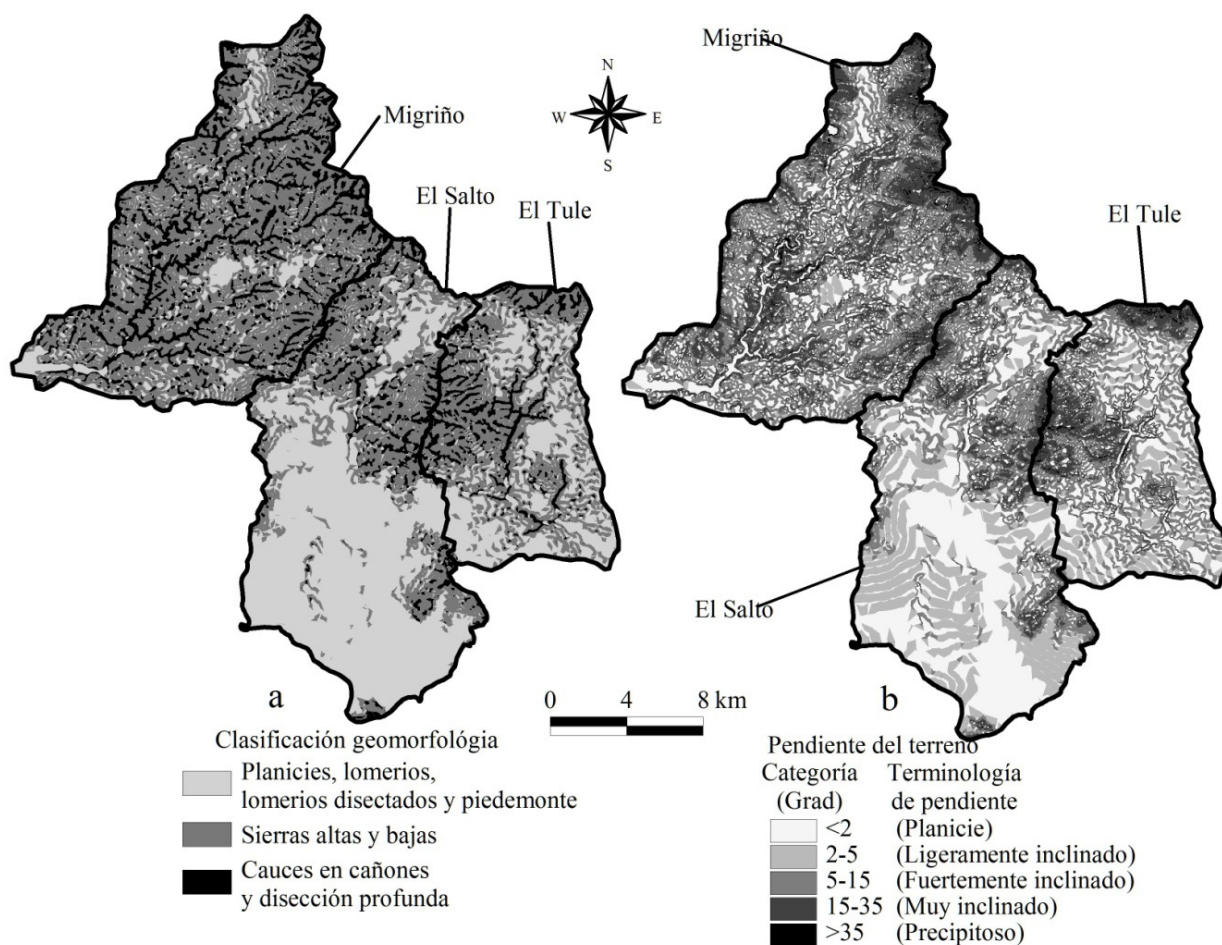 Migriño
El Salto
El Tule
N
W E
S
Migriño
El Tule
El Salto
a
0 4 8 km
b
Clasificación geomorfológia
Planicies, lomerios,
lomerios disectados y piedemonte
Sierras altas y bajas
Cauces en cañones
y disección profunda
Pendiente del terreno
Categoría Terminología
(Grad) de pendiente
<2 (Planicie)
2-5 (Ligeramente inclinado)
5-15 (Fuertemente inclinado)
15-35 (Muy inclinado)
>35 (Precipitoso)